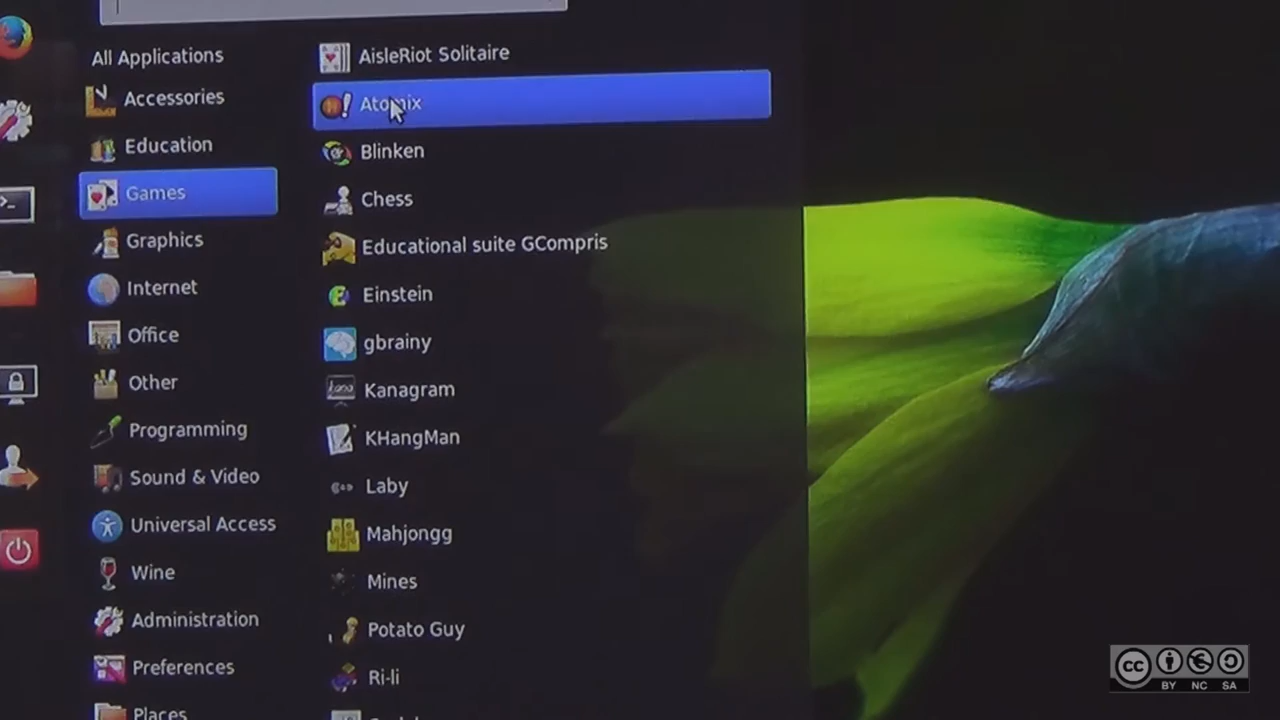 All Applications
Accessories
Education
Games
Graphics
Internet
Office
Other
Programming
Sound & Video
Universal Access
Wine
Administration
Preferences
Places
AisleRiot Solitaire
Atomix
Blinken
Chess
Educational suite GCompris
Einstein
gbrainy
Kanagram
KHangMan
Laby
Mahjongg
Mines
Potato Guy
Ri-li
cc
BY NC SA